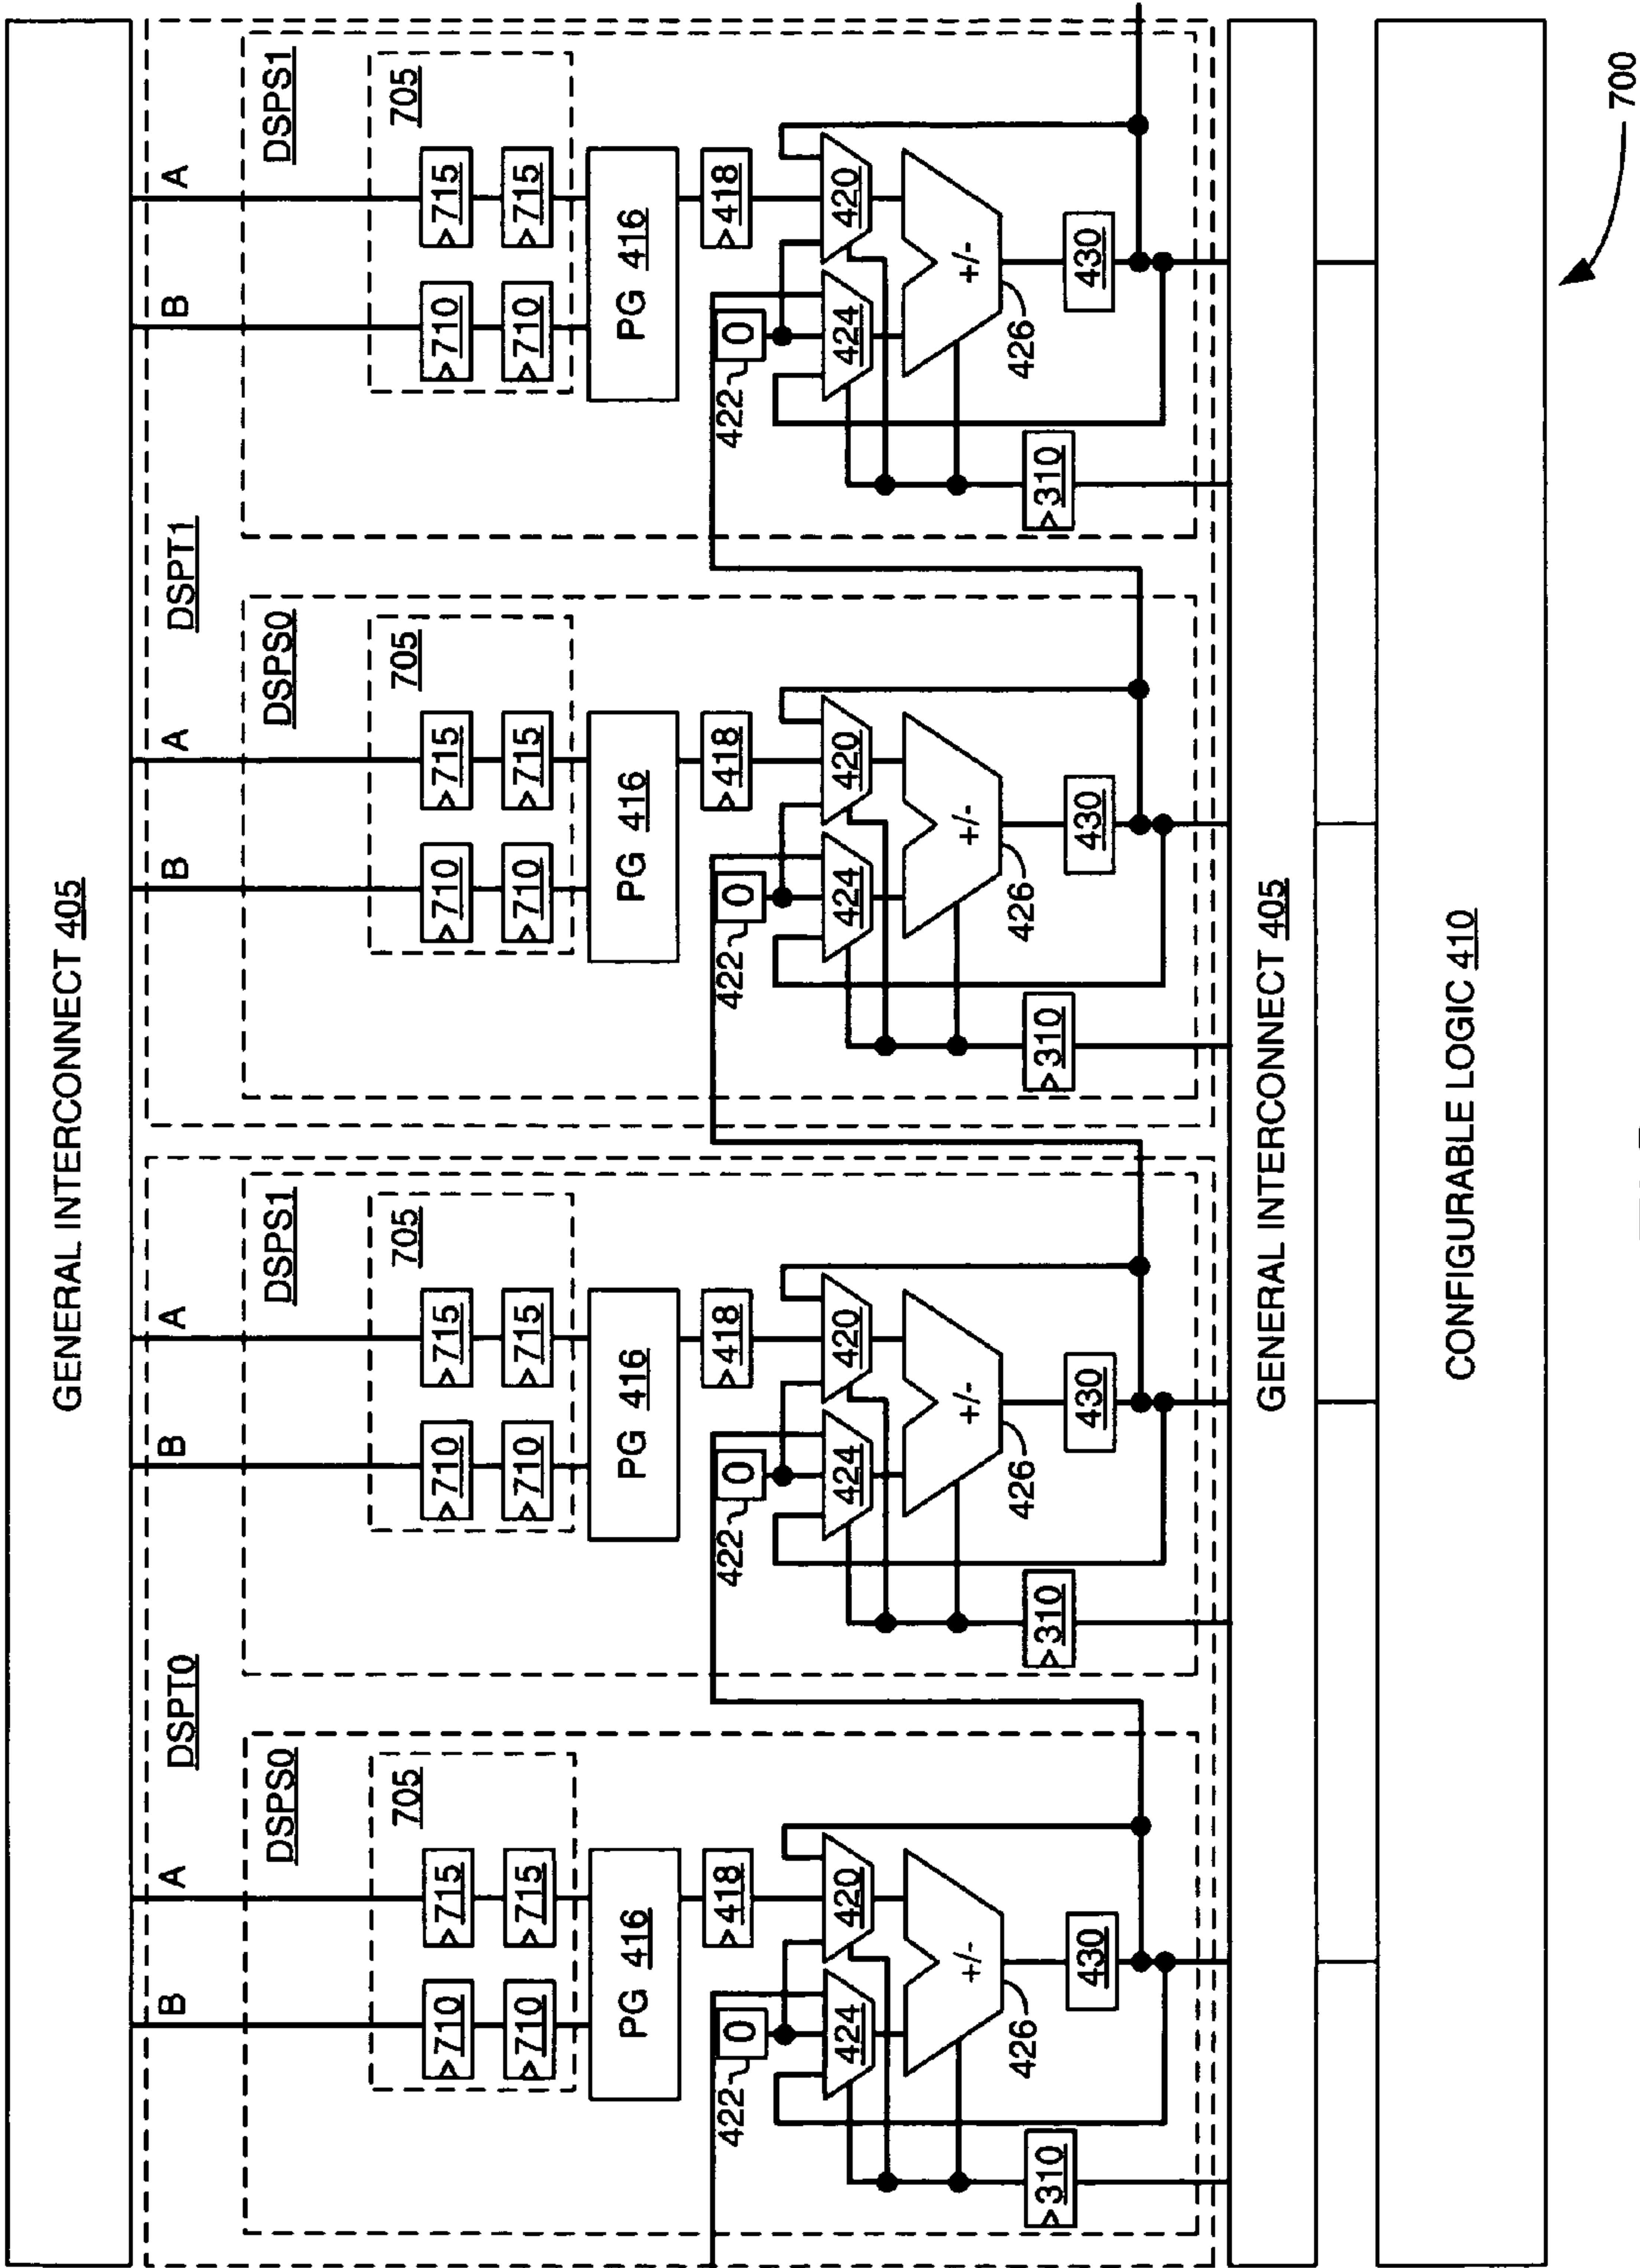 GENERAL INTERCONNECT 405
B A B A B A B A
DSPT0 DSPT1
DSPS0 DSPS1 DSPS0 DSPS1
705 705 705 705
710 715 710 715 710 715 710 715
710 715 710 715 710 715 710 715
PG 416 PG 416 PG 416 PG 416
418 418 418 418
422 0 422 0 422 0 422 0
424 420 424 420 424 420 424 420
+/- +/- +/- +/-
426 426 426 426
310 430 310 430 310 430 310 430
GENERAL INTERCONNECT 405
CONFIGURABLE LOGIC 410
700